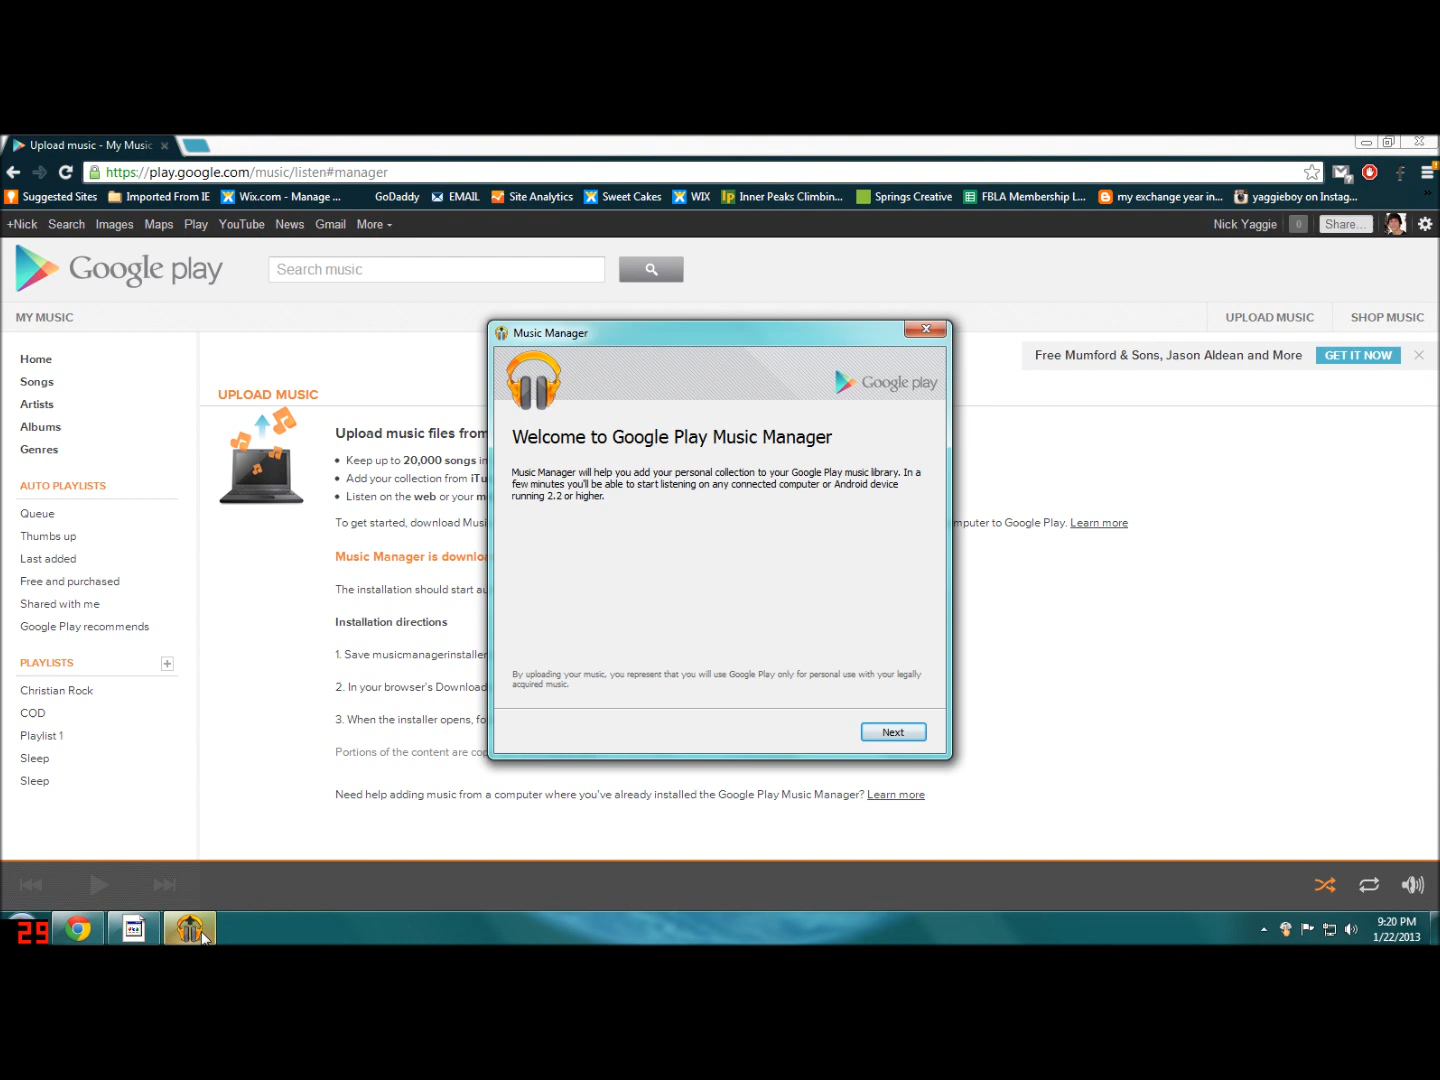 Upload music - My Music
https://play.google.com/music/listen#manager
Suggested Sites Imported From IE Wix.com - Manage ... GoDaddy EMAIL Site Analytics Sweet Cakes WIX Inner Peaks Climbin... Springs Creative FBLA Membership L... my exchange year in... yaggieboy on Instag...
+Nick Search Images Maps Play YouTube News Gmail More Nick Yaggie 0 Share...
Google play
Search music
MY MUSIC UPLOAD MUSIC SHOP MUSIC
Free Mumford & Sons, Jason Aldean and More GET IT NOW
Home
Songs
Artists
Albums
Genres
AUTO PLAYLISTS
Queue
Thumbs up
Last added
Free and purchased
Shared with me
Google Play recommends
PLAYLISTS
Christian Rock
COD
Playlist 1
Sleep
Sleep
UPLOAD MUSIC
Upload music files from
Keep up to 20,000 songs in
Add your collection from iTu
Listen on the web or your m
To get started, download Musi
mputer to Google Play. Learn more
Music Manager is downloa
The installation should start au
Installation directions
1. Save musicmanagerinstaller
2. In your browser's Download
3. When the installer opens, fo
Portions of the content are cop
Need help adding music from a computer where you've already installed the Google Play Music Manager? Learn more
Music Manager
Google play
Welcome to Google Play Music Manager
Music Manager will help you add your personal collection to your Google Play music library. In a
few minutes you'll be able to start listening on any connected computer or Android device
running 2.2 or higher.
By uploading your music, you represent that you will use Google Play only for personal use with your legally
acquired music.
Next
29
9:20 PM
1/22/2013